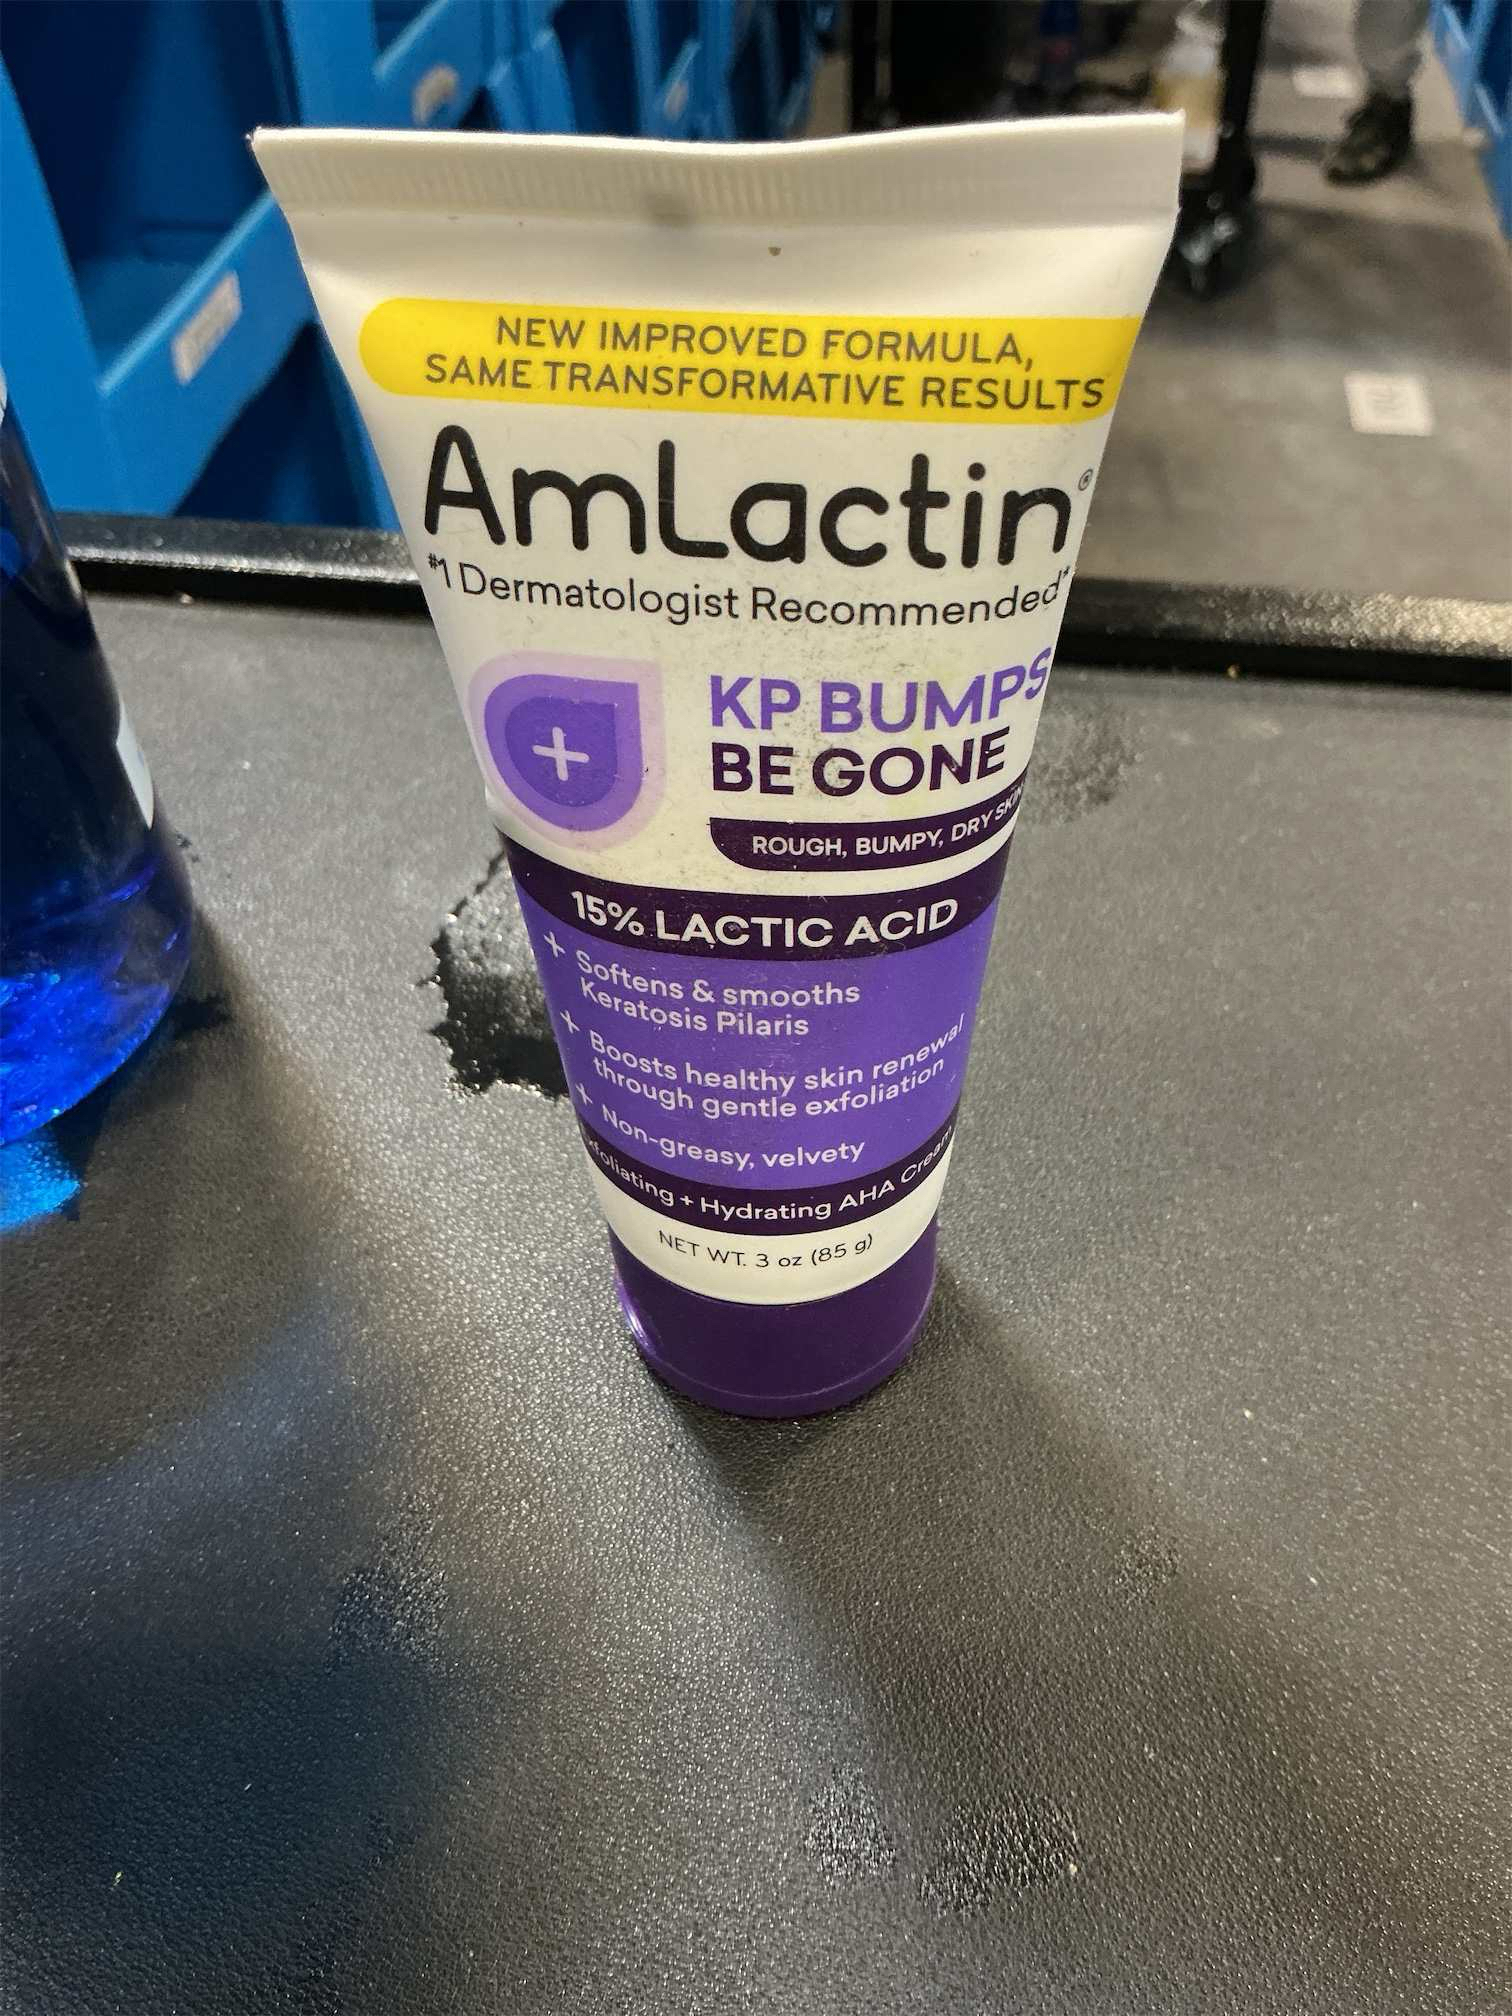 NEW IMPROVED FORMULA,
SAME TRANSFORMATIVE RESULTS
AmLactin®
#1 Dermatologist Recommended*
KP BUMPS
BE GONE
ROUGH, BUMPY, DRY SKIN
15% LACTIC ACID
+ Softens & smooths
Keratosis Pilaris
+ Boosts healthy skin renewal
through gentle exfoliation
+ Non-greasy, velvety
xfoliating + Hydrating AHA Cream
NET WT. 3 oz (85 g)